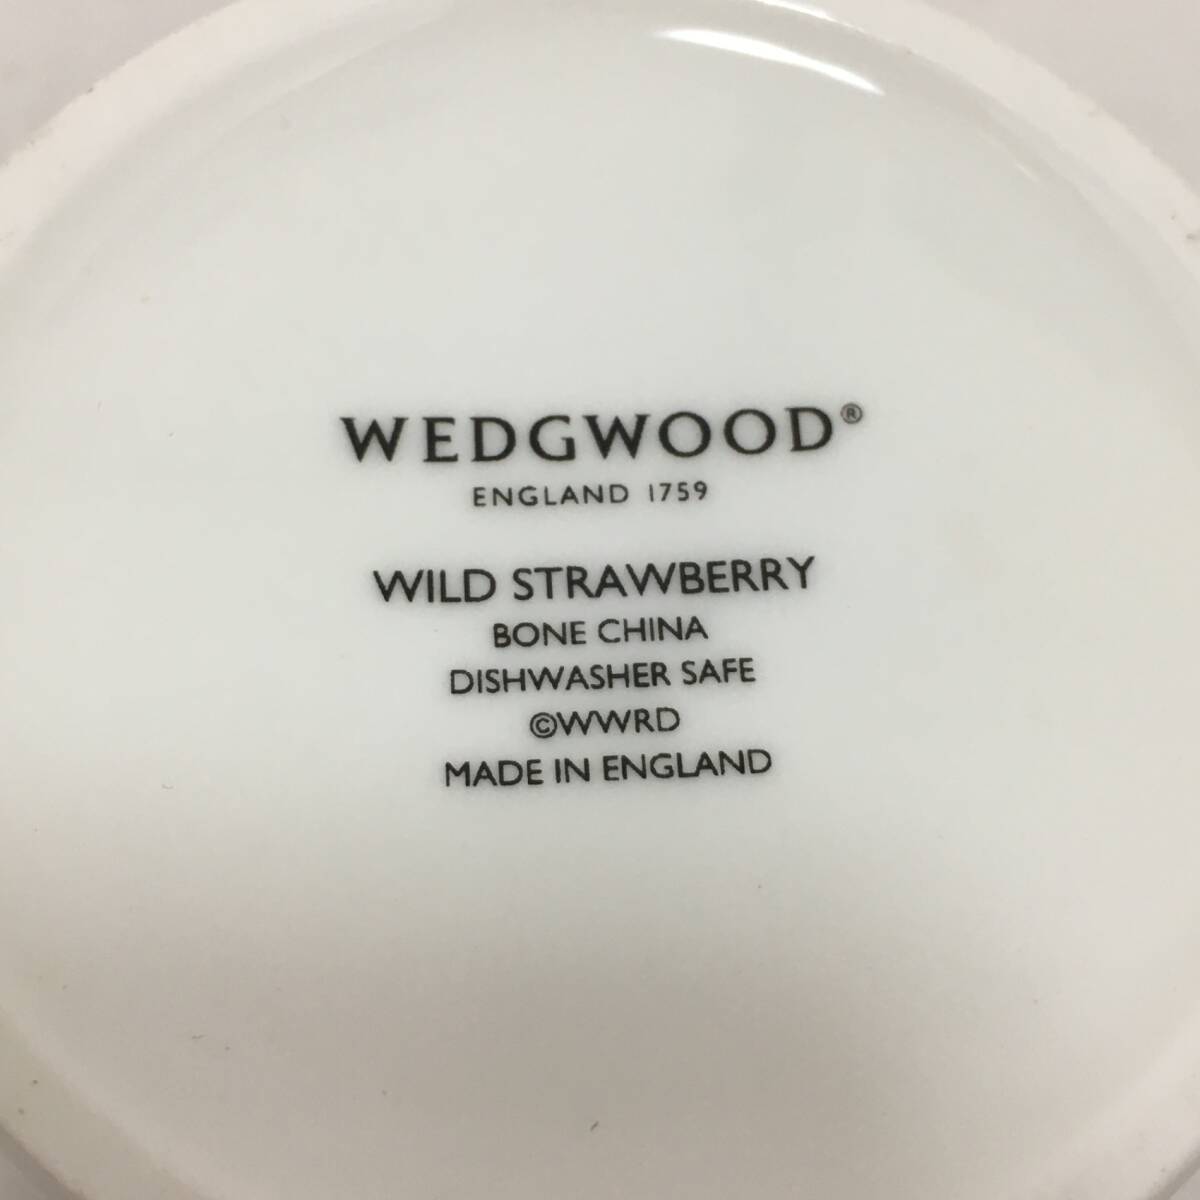 WEDGWOOD®
ENGLAND 1759
WILD STRAWBERRY
BONE CHINA
DISHWASHER SAFE
©WWRD
MADE IN ENGLAND